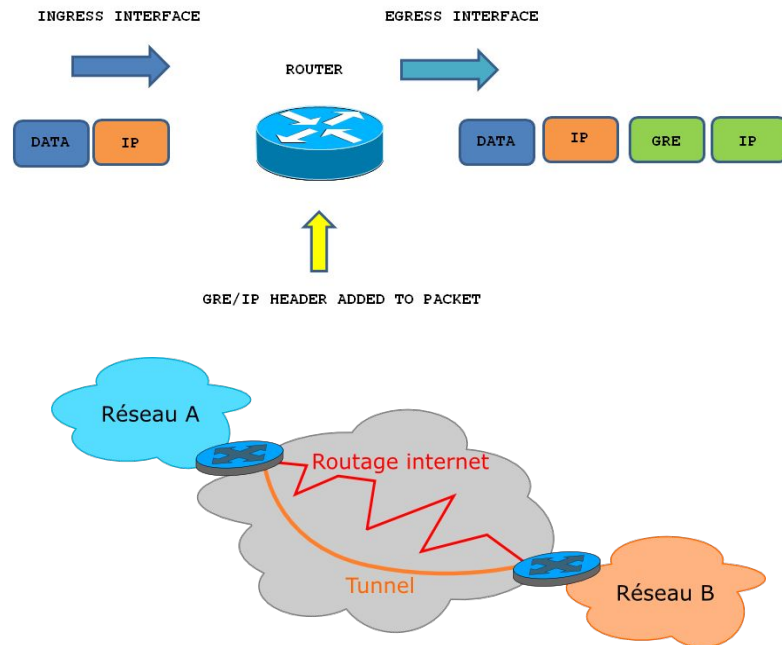 INGRESS INTERFACE
EGRESS INTERFACE
ROUTER
DATA
IP
DATA
IP
GRE
IP
GRE/IP HEADER ADDED TO PACKET
Réseau A
Routage internet
Tunnel
Réseau B